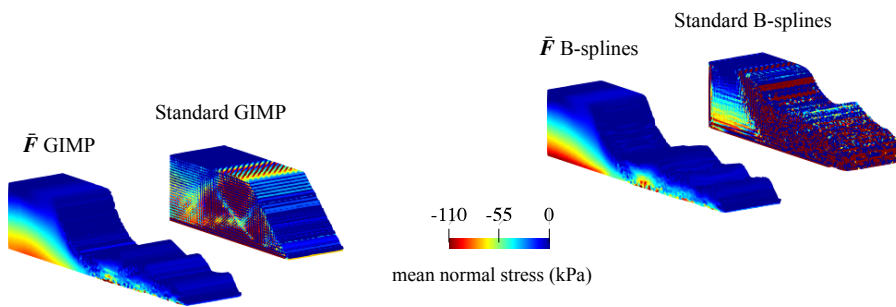 Standard B-splines
F̄ B-splines
Standard GIMP
F̄ GIMP
-110 -55 0
mean normal stress (kPa)